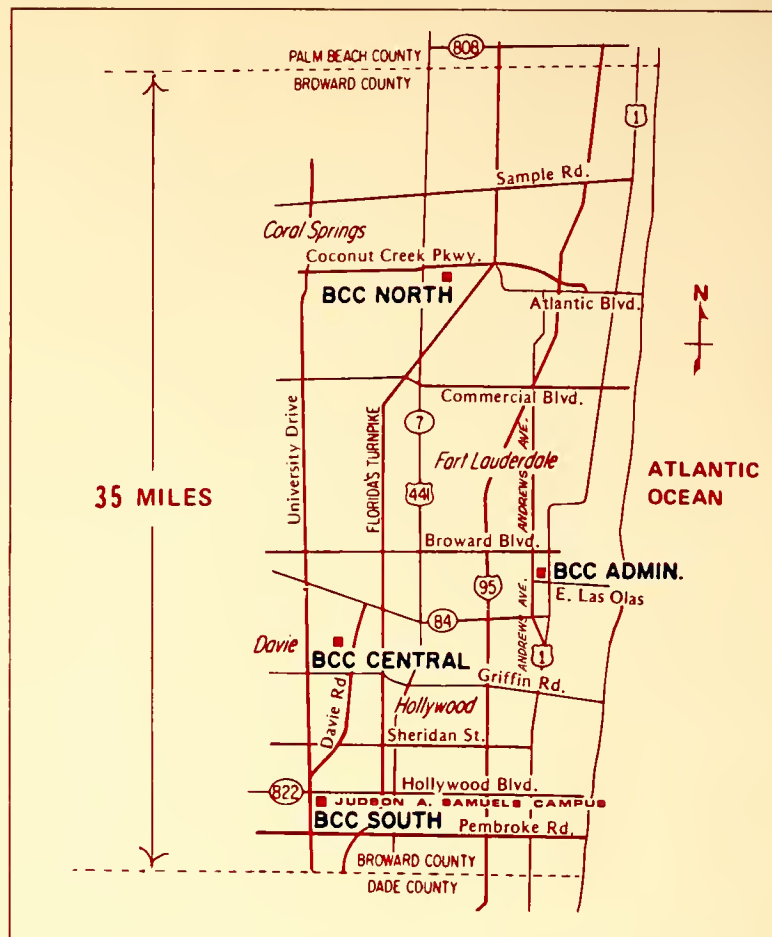 PALM BEACH COUNTY
808
BROWARD COUNTY
1
Sample Rd.
Coral Springs
Coconut Creek Pkwy.
BCC NORTH
Atlantic Blvd.
N
Commercial Blvd.
University Drive
FLORIDA'S TURNPIKE
7
ANDREWS AVE.
Fort Lauderdale
ATLANTIC
OCEAN
35 MILES
441
Broward Blvd.
BCC ADMIN.
95
E. Las Olas
ANDREWS AVE.
84
Davie
BCC CENTRAL
1
Griffin Rd.
Davie Rd
Hollywood
Sheridan St.
822
Hollywood Blvd.
JUDSON A. SAMUELS CAMPUS
BCC SOUTH
Pembroke Rd.
BROWARD COUNTY
DADE COUNTY